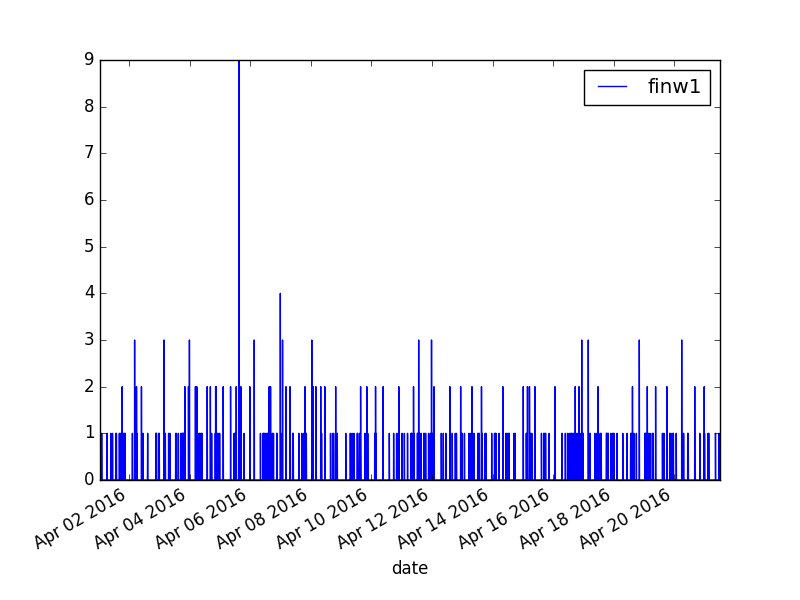 finw1
9
8
7
6
5
4
3
2
1
0
Apr 02 2016
Apr 04 2016
Apr 06 2016
Apr 08 2016
Apr 10 2016
Apr 12 2016
Apr 14 2016
Apr 16 2016
Apr 18 2016
Apr 20 2016
date